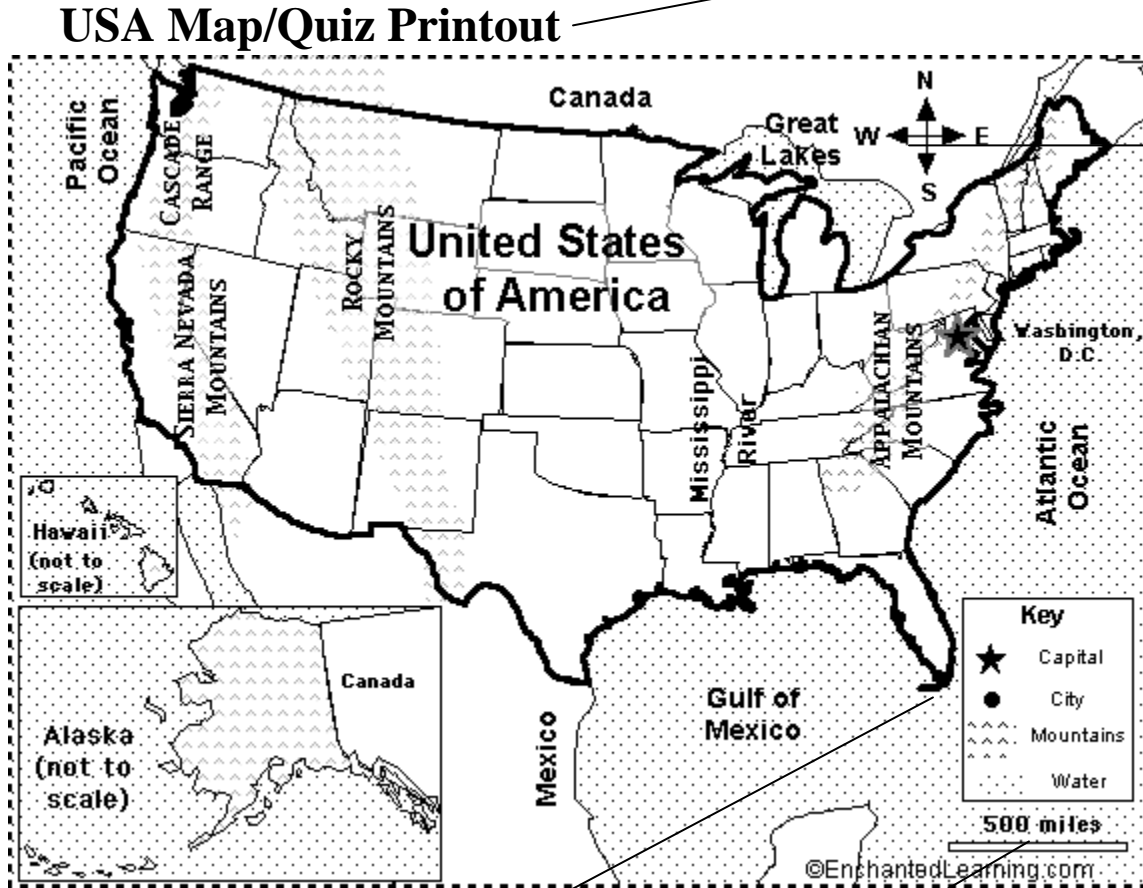 USA Map/Quiz Printout
Pacific
Ocean
CASCADE
RANGE
Canada
Great
Lakes
N
W
E
S
United States
of America
ROCKY
MOUNTAINS
SIERRA NEVADA
MOUNTAINS
Mississippi
River
APPALACHIAN
MOUNTAINS
Washington,
D.C.
Atlantic
Ocean
Hawaii
(not to
scale)
Alaska
(not to
scale)
Canada
Mexico
Gulf of
Mexico
Key
Capital
City
Mountains
Water
500 miles
©EnchantedLearning.com